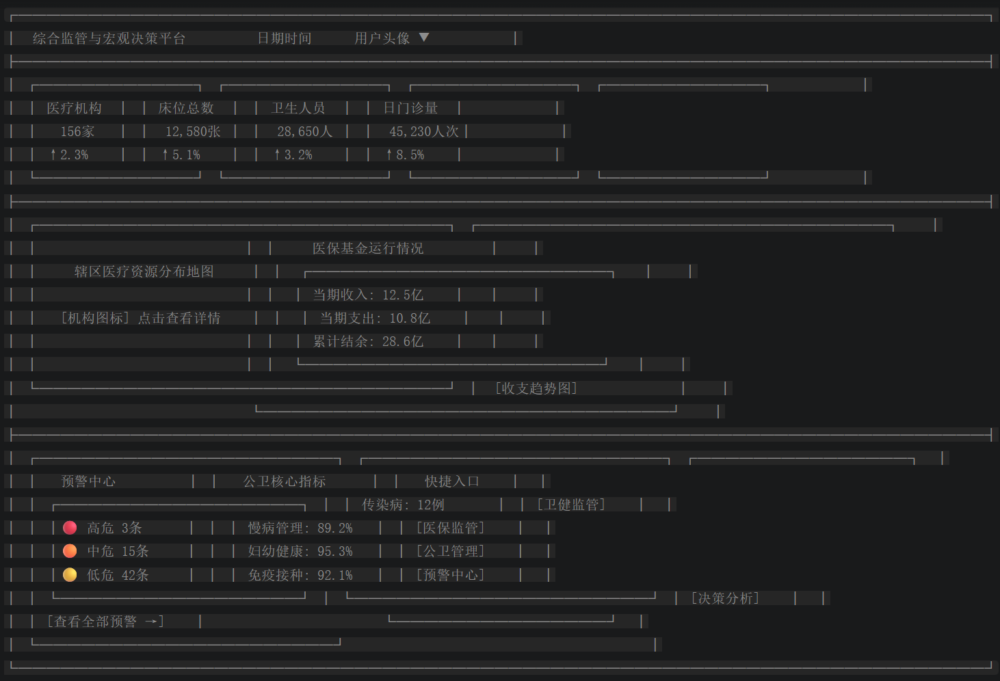 综合监管与宏观决策平台 日期时间 用户头像 ▼
医疗机构 床位总数 卫生人员 日门诊量
156家 12,580张 28,650人 45,230人次
↑2.3% ↑5.1% ↑3.2% ↑8.5%
医保基金运行情况
辖区医疗资源分布地图
当期收入: 12.5亿
[机构图标] 点击查看详情 当期支出: 10.8亿
累计结余: 28.6亿
[收支趋势图]
预警中心 公卫核心指标 快捷入口
传染病: 12例 [卫健监管]
高危 3条 慢病管理: 89.2% [医保监管]
中危 15条 妇幼健康: 95.3% [公卫管理]
低危 42条 免疫接种: 92.1% [预警中心]
[决策分析]
[查看全部预警 →]